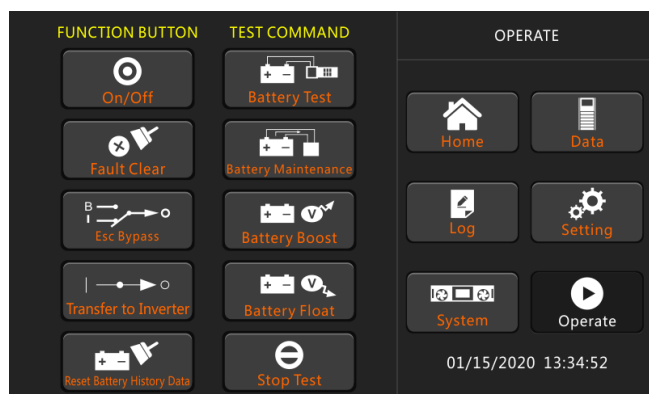 FUNCTION BUTTON
TEST COMMAND
On/Off
Battery Test
Fault Clear
Battery Maintenance
B
I
Esc Bypass
V
Battery Boost
Transfer to Inverter
V
Battery Float
Reset Battery History Data
Stop Test
OPERATE
Home
Data
Log
Setting
System
Operate
01/15/2020 13:34:52